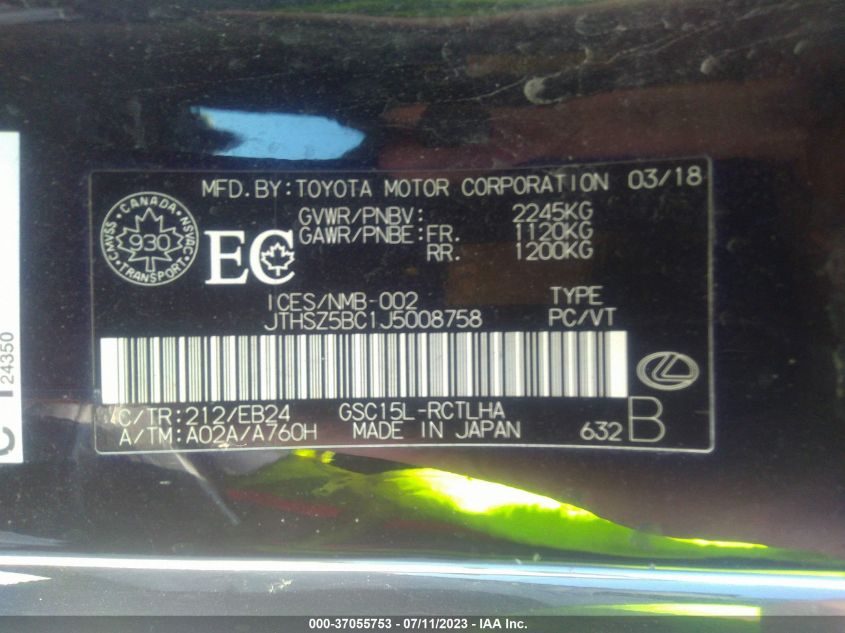 MFD.BY:TOYOTA MOTOR CORPORATION 03/18
GVWR/PNBV: 2245KG
GAWR/PNBE:FR. 1120KG
RR. 1200KG
CANADA
CMVSS 930 NSVAC
TRANSPORT
EC
ICES/NMB-002 TYPE
JTHSZ5BC1J5008758 PC/VT
C/TR:212/EB24 GSC15L-RCTLHA
A/TM:A02A/A760H MADE IN JAPAN 632 B
24350
000-37055753 - 07/11/2023 - IAA Inc.